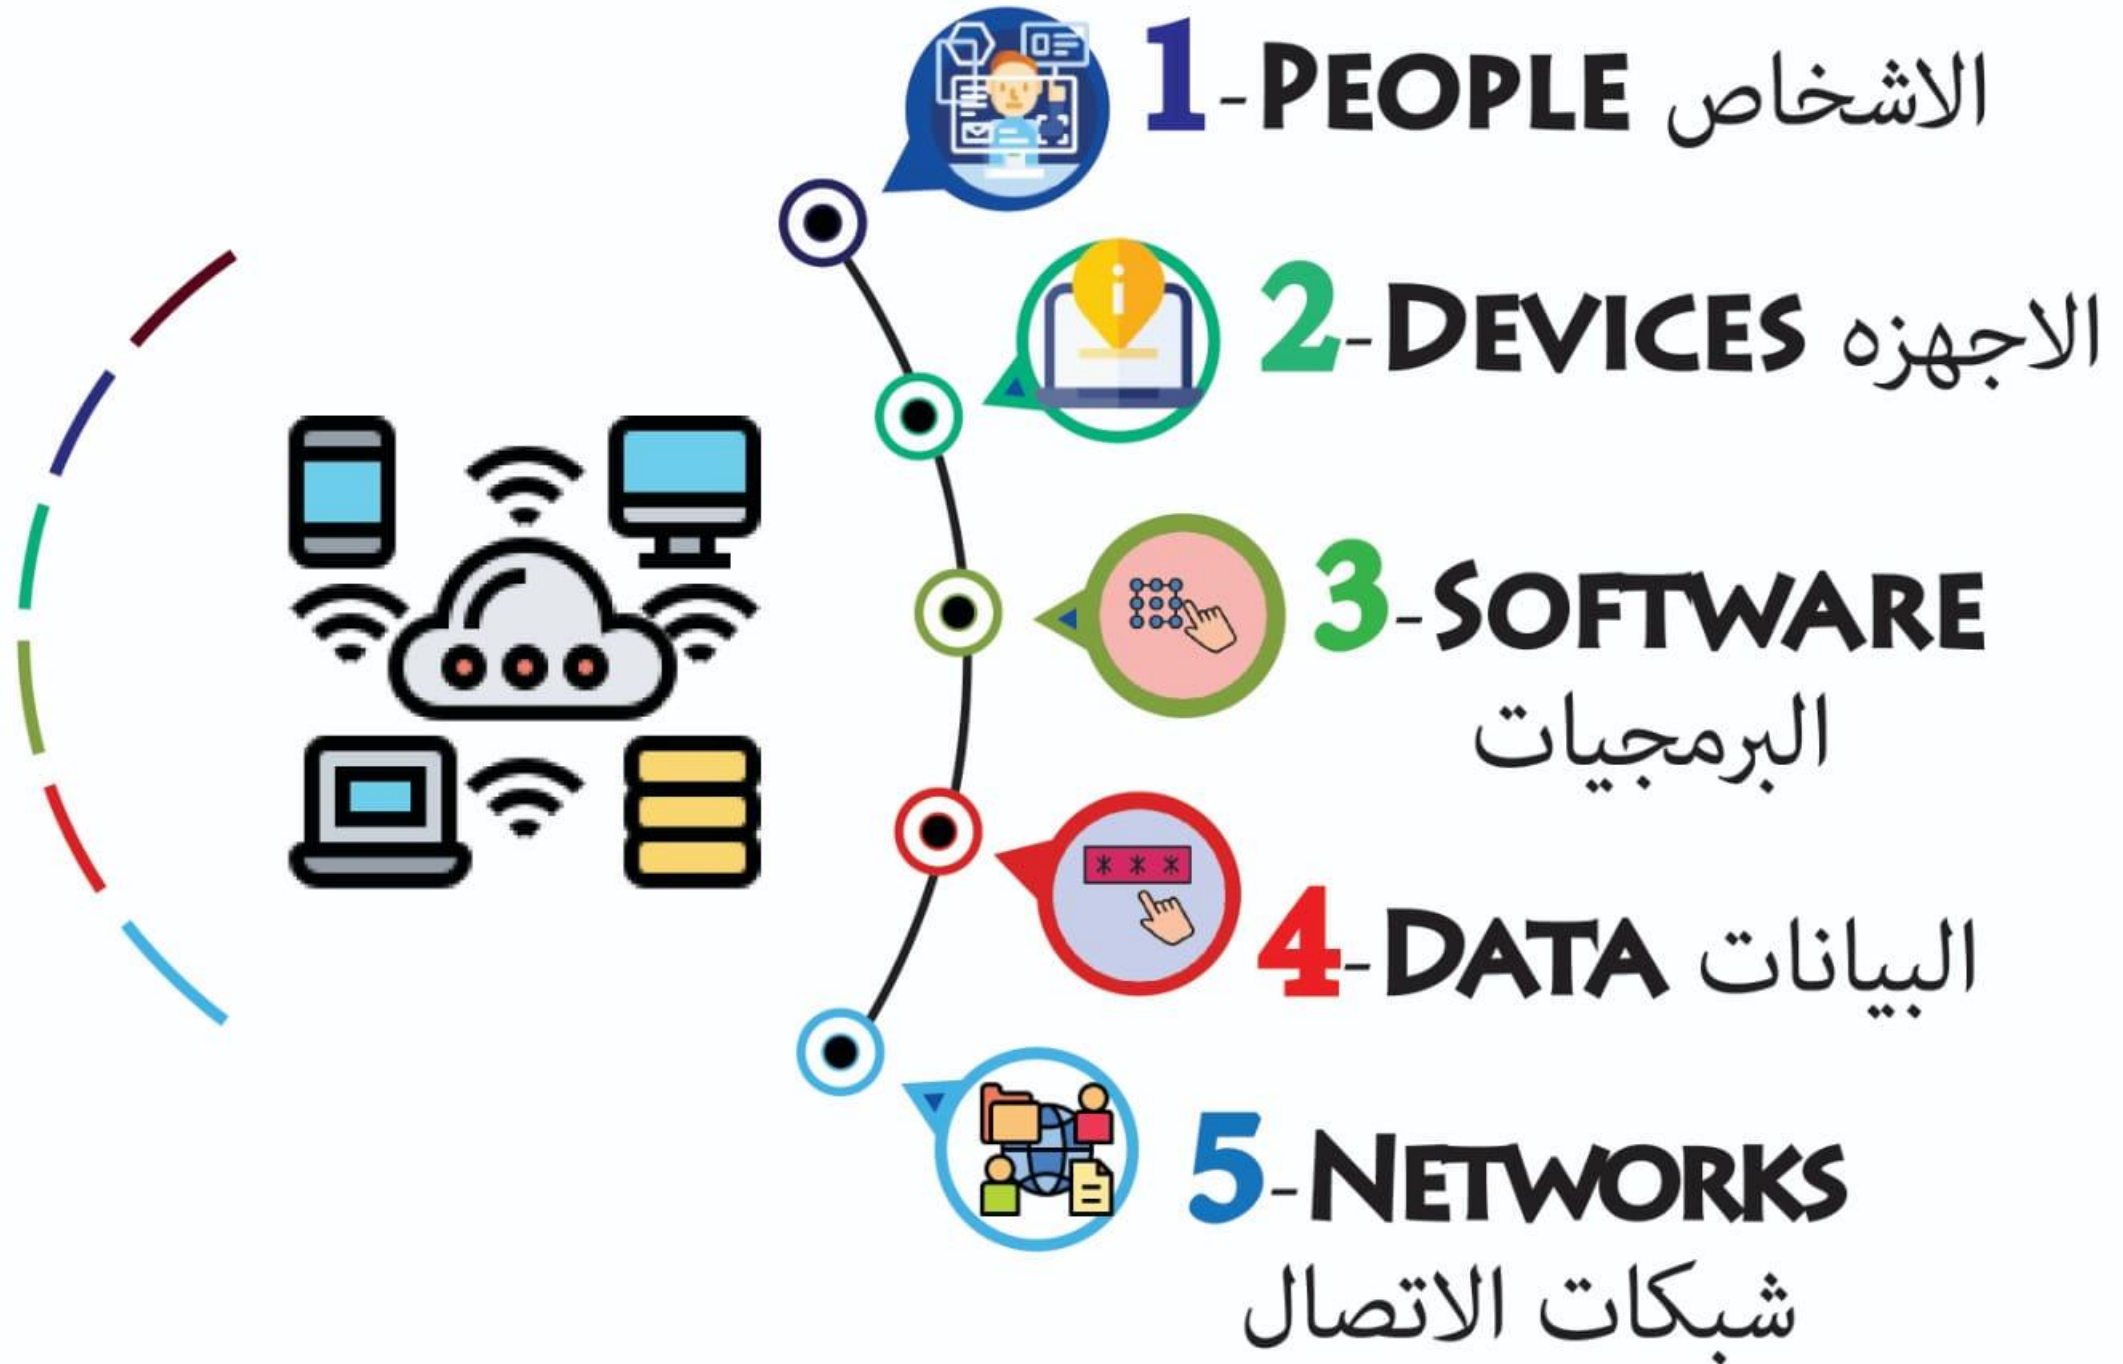 1-PEOPLE الاشخاص
2-DEVICES الاجهزه
3-SOFTWARE
البرمجيات
4-DATA البيانات
5-NETWORKS
شبكات الاتصال